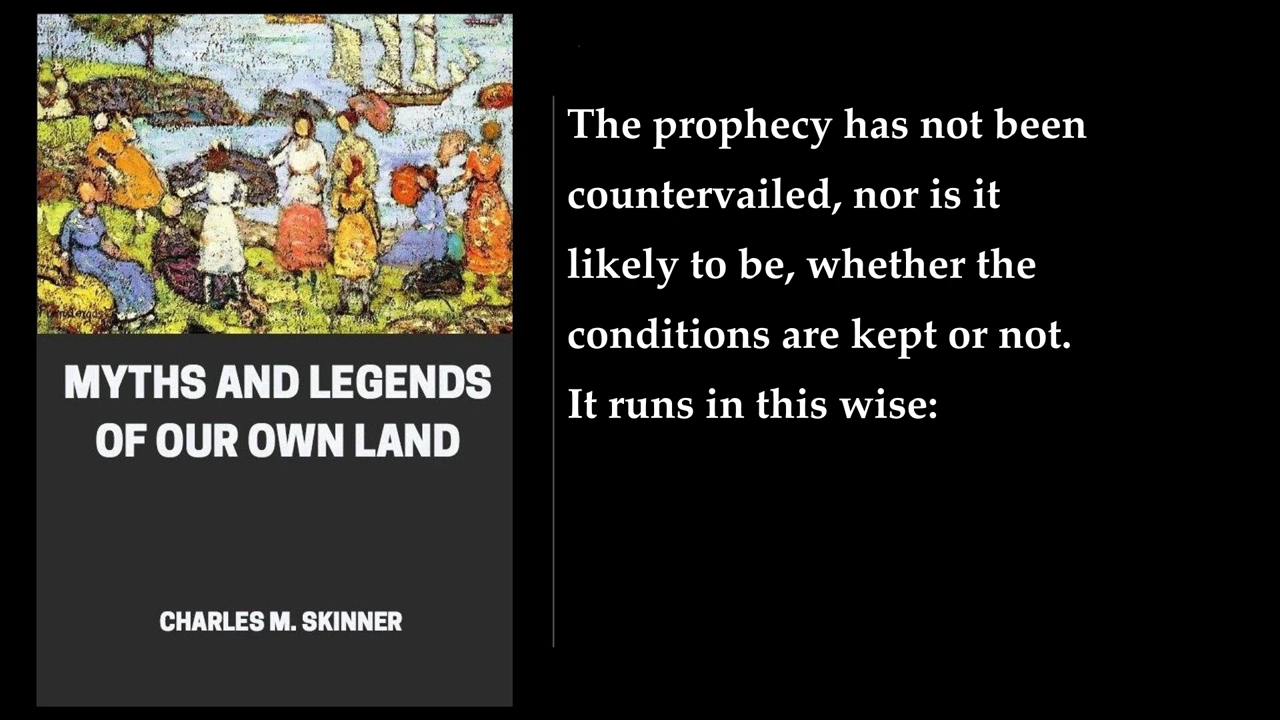 MYTHS AND LEGENDS
OF OUR OWN LAND
CHARLES M. SKINNER
The prophecy has not been
countervailed, nor is it
likely to be, whether the
conditions are kept or not.
It runs in this wise: